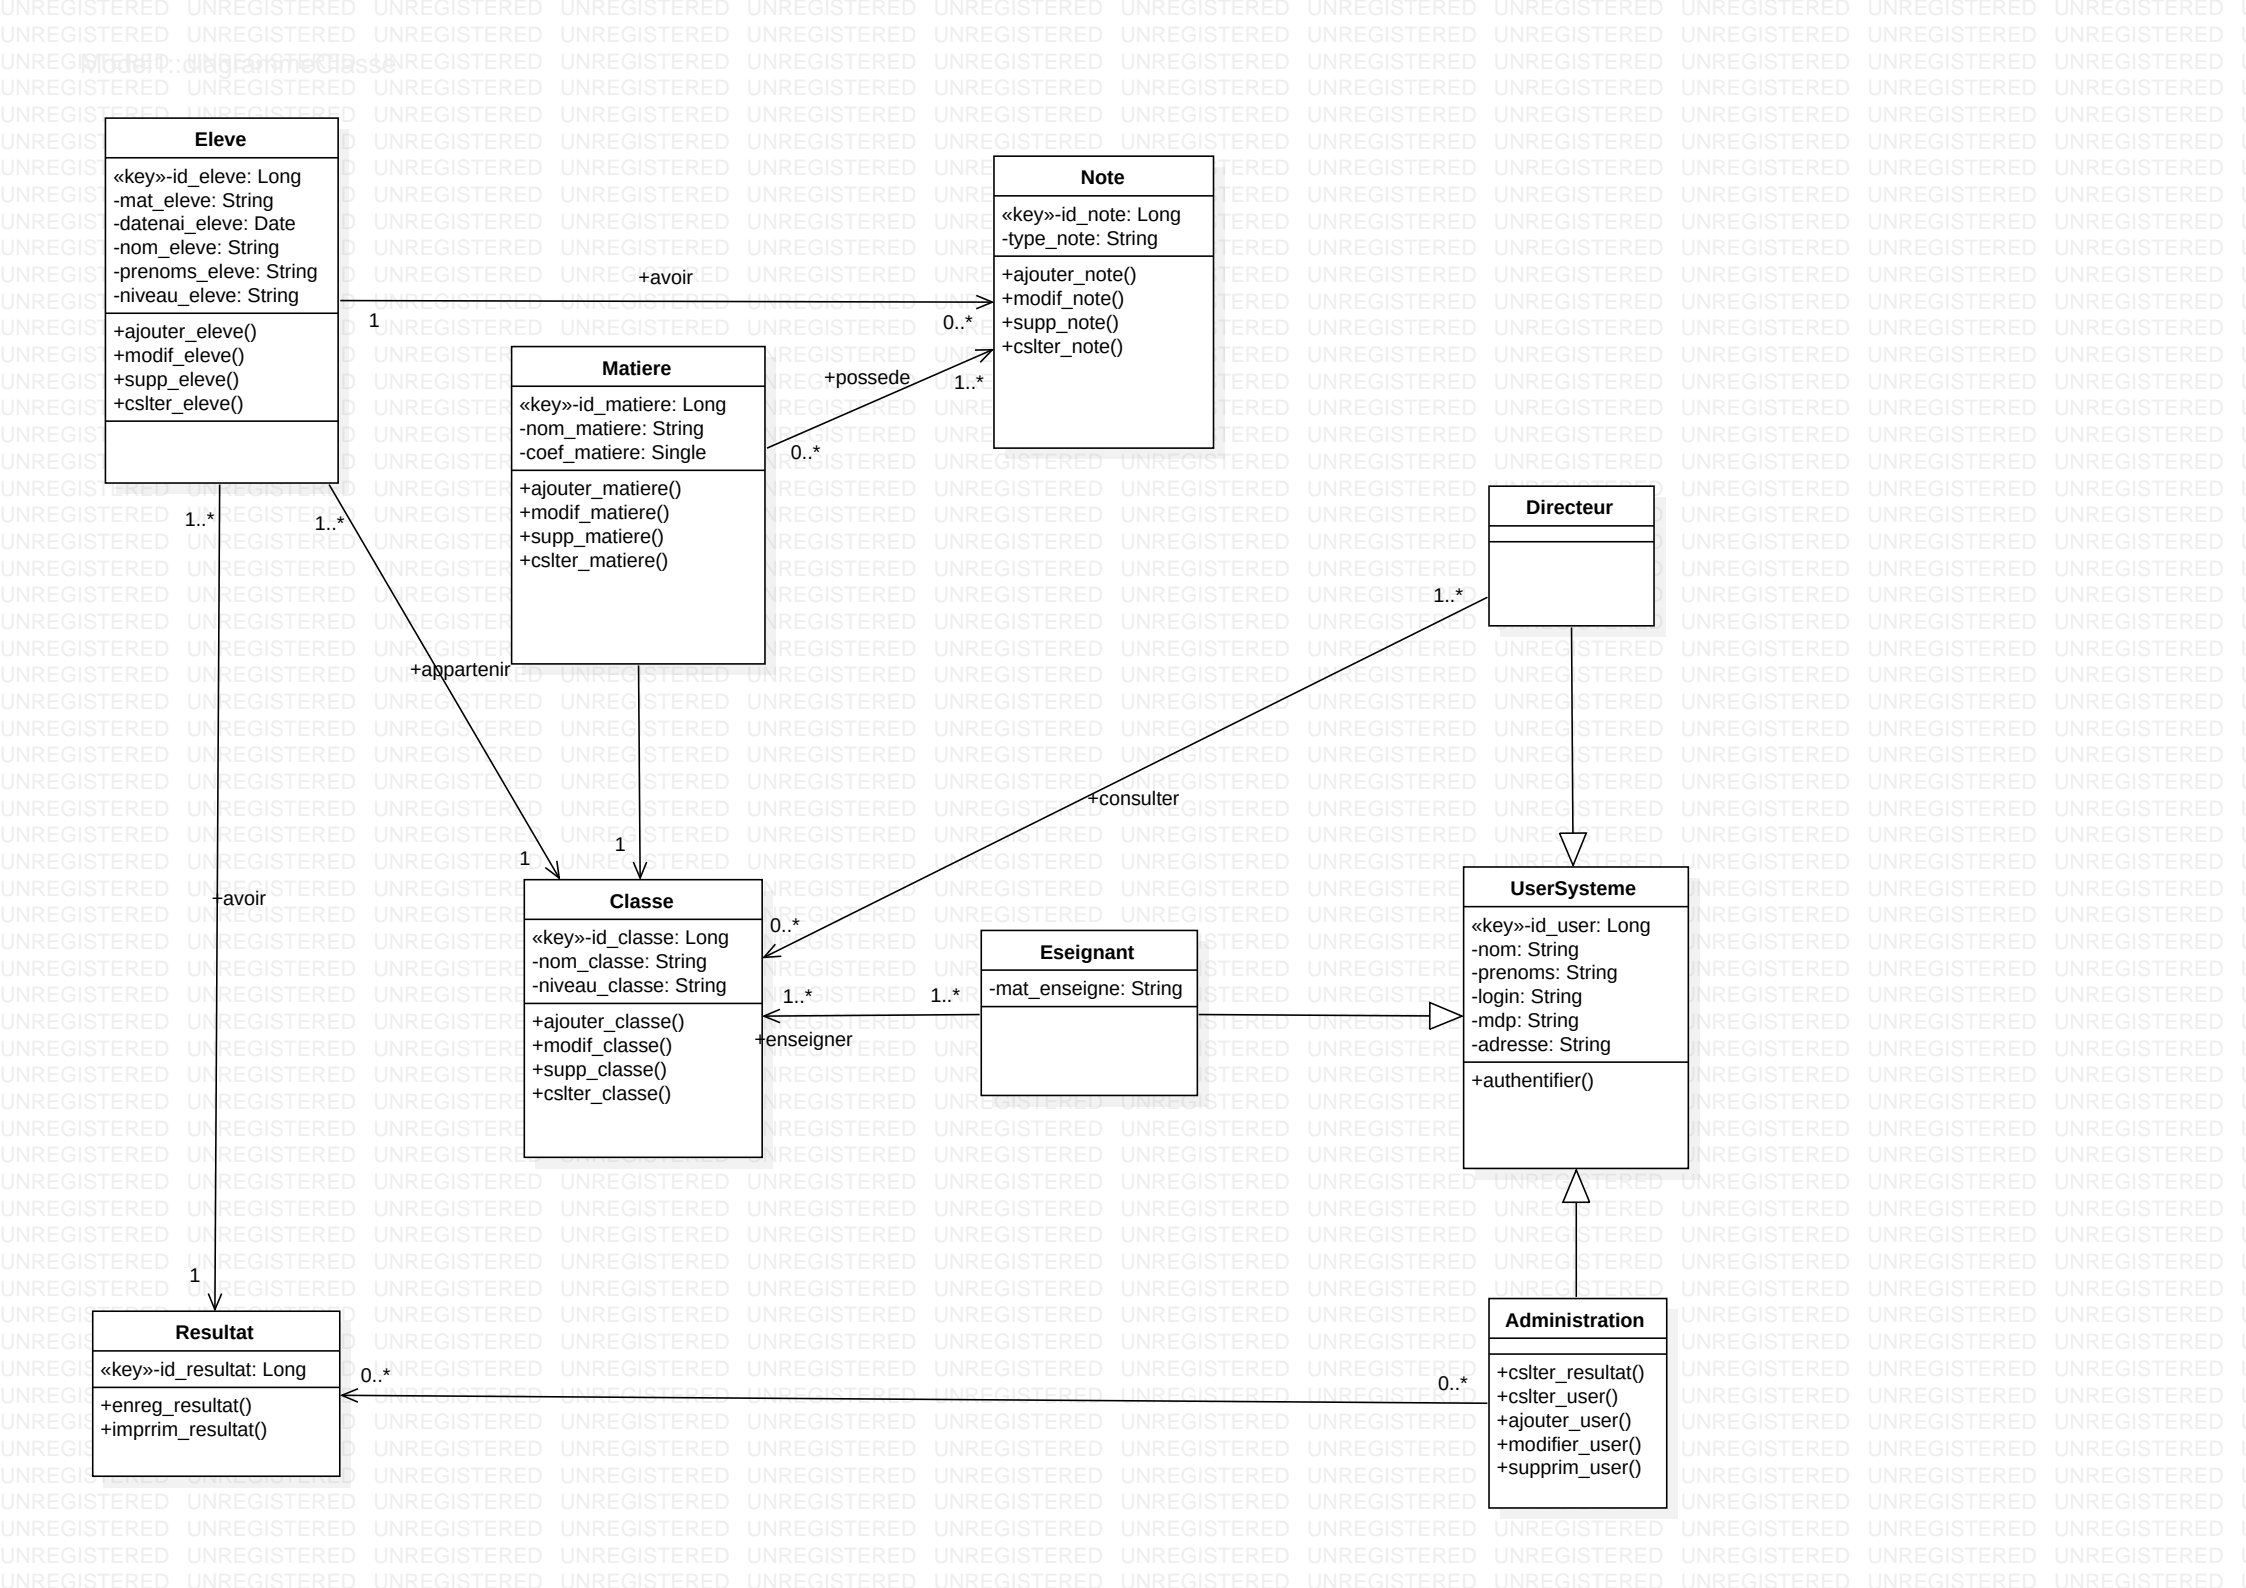 Model1::diagrammeClasse
Eleve
«key»-id_eleve: Long
-mat_eleve: String
-datenai_eleve: Date
-nom_eleve: String
-prenoms_eleve: String
-niveau_eleve: String
+ajouter_eleve()
+modif_eleve()
+supp_eleve()
+cslter_eleve()
Note
«key»-id_note: Long
-type_note: String
+ajouter_note()
+modif_note()
+supp_note()
+cslter_note()
+avoir
1
0..*
Matiere
«key»-id_matiere: Long
-nom_matiere: String
-coef_matiere: Single
+ajouter_matiere()
+modif_matiere()
+supp_matiere()
+cslter_matiere()
+possede
1..*
0..*
Directeur
1..*
1..*
1..*
+appartenir
+consulter
1
1
+avoir
Classe
«key»-id_classe: Long
-nom_classe: String
-niveau_classe: String
+ajouter_classe()
+modif_classe()
+supp_classe()
+cslter_classe()
0..*
1..*
1..*
+enseigner
Eseignant
-mat_enseigne: String
UserSysteme
«key»-id_user: Long
-nom: String
-prenoms: String
-login: String
-mdp: String
-adresse: String
+authentifier()
1
Resultat
«key»-id_resultat: Long
+enreg_resultat()
+imprrim_resultat()
0..*
0..*
Administration
+cslter_resultat()
+cslter_user()
+ajouter_user()
+modifier_user()
+supprim_user()
UNREGISTERED